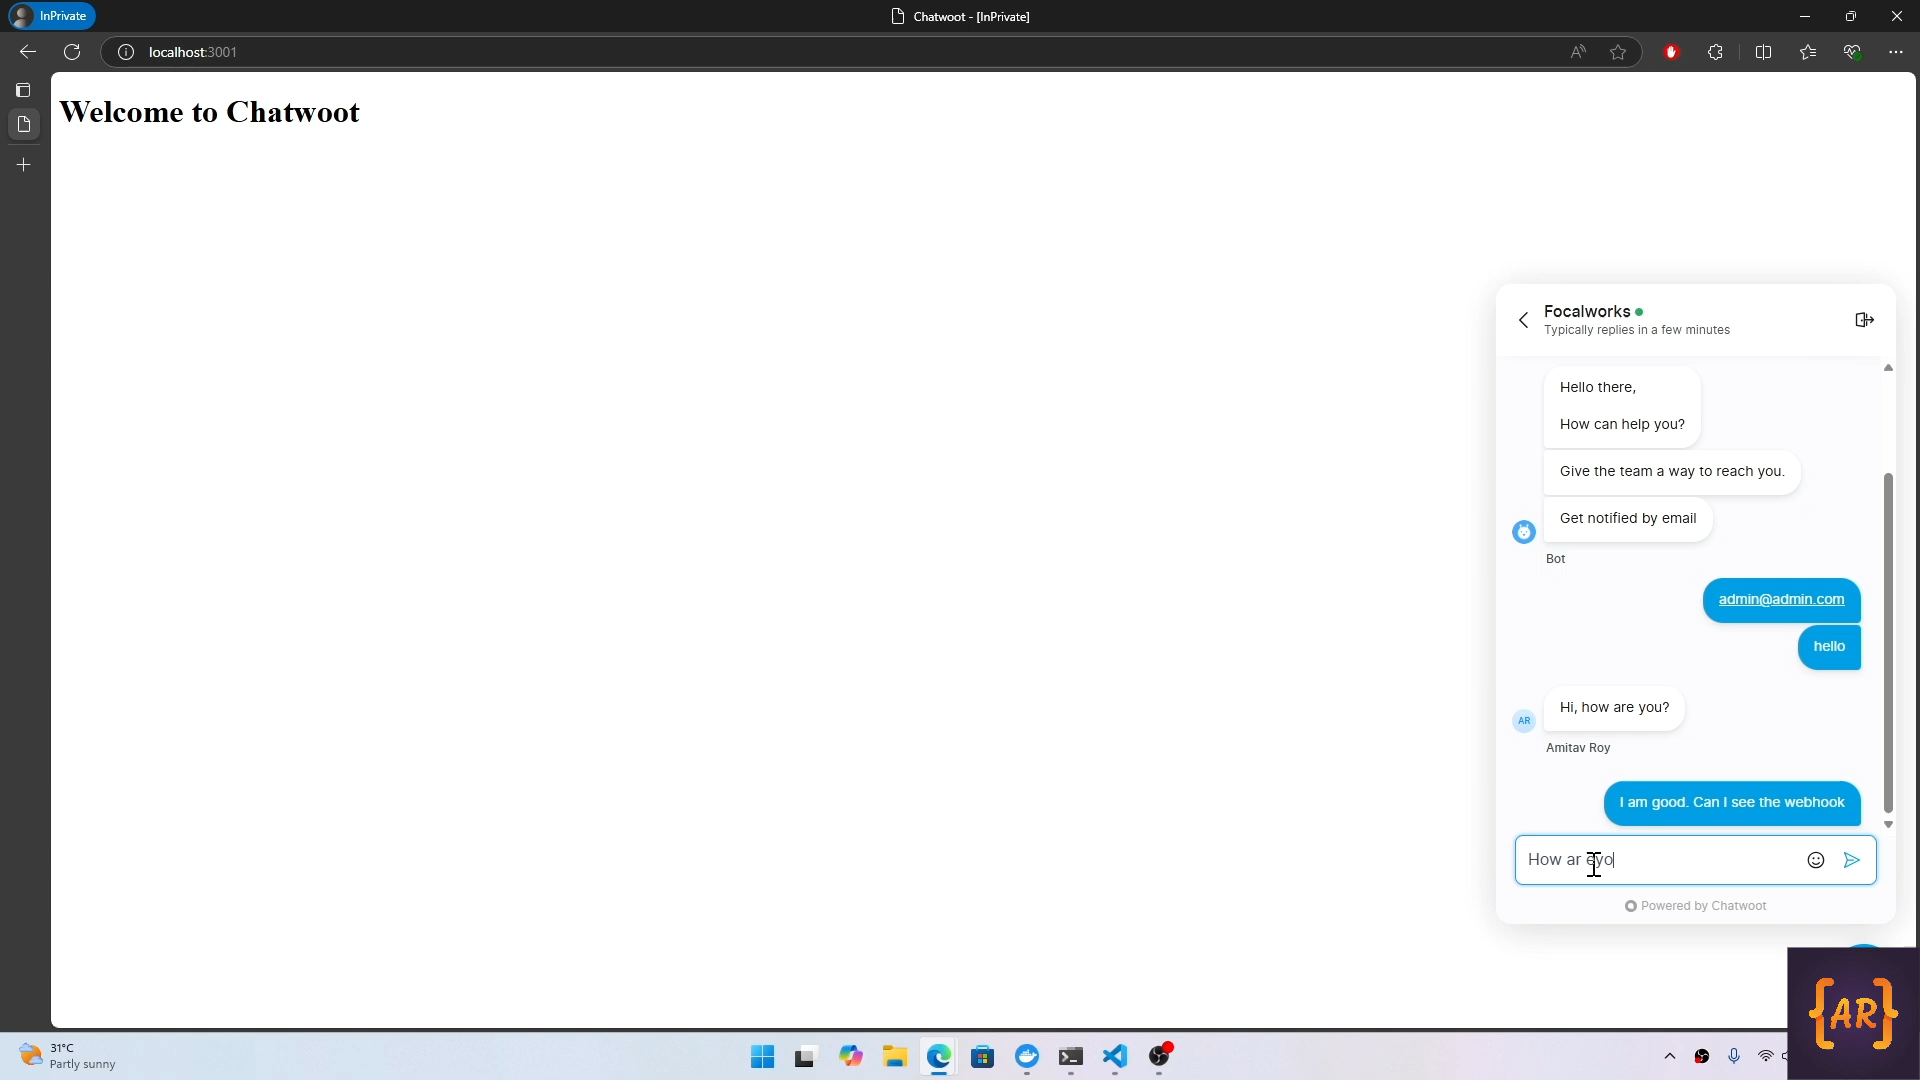 InPrivate
Chatwoot - [InPrivate]
localhost:3001
Welcome to Chatwoot
Focalworks
Typically replies in a few minutes
Hello there,
How can help you?
Give the team a way to reach you.
Get notified by email
Bot
admin@admin.com
hello
Hi, how are you?
AR
Amitav Roy
I am good. Can I see the webhook
How ar eyo
Powered by Chatwoot
{AR}
31°C
Partly sunny